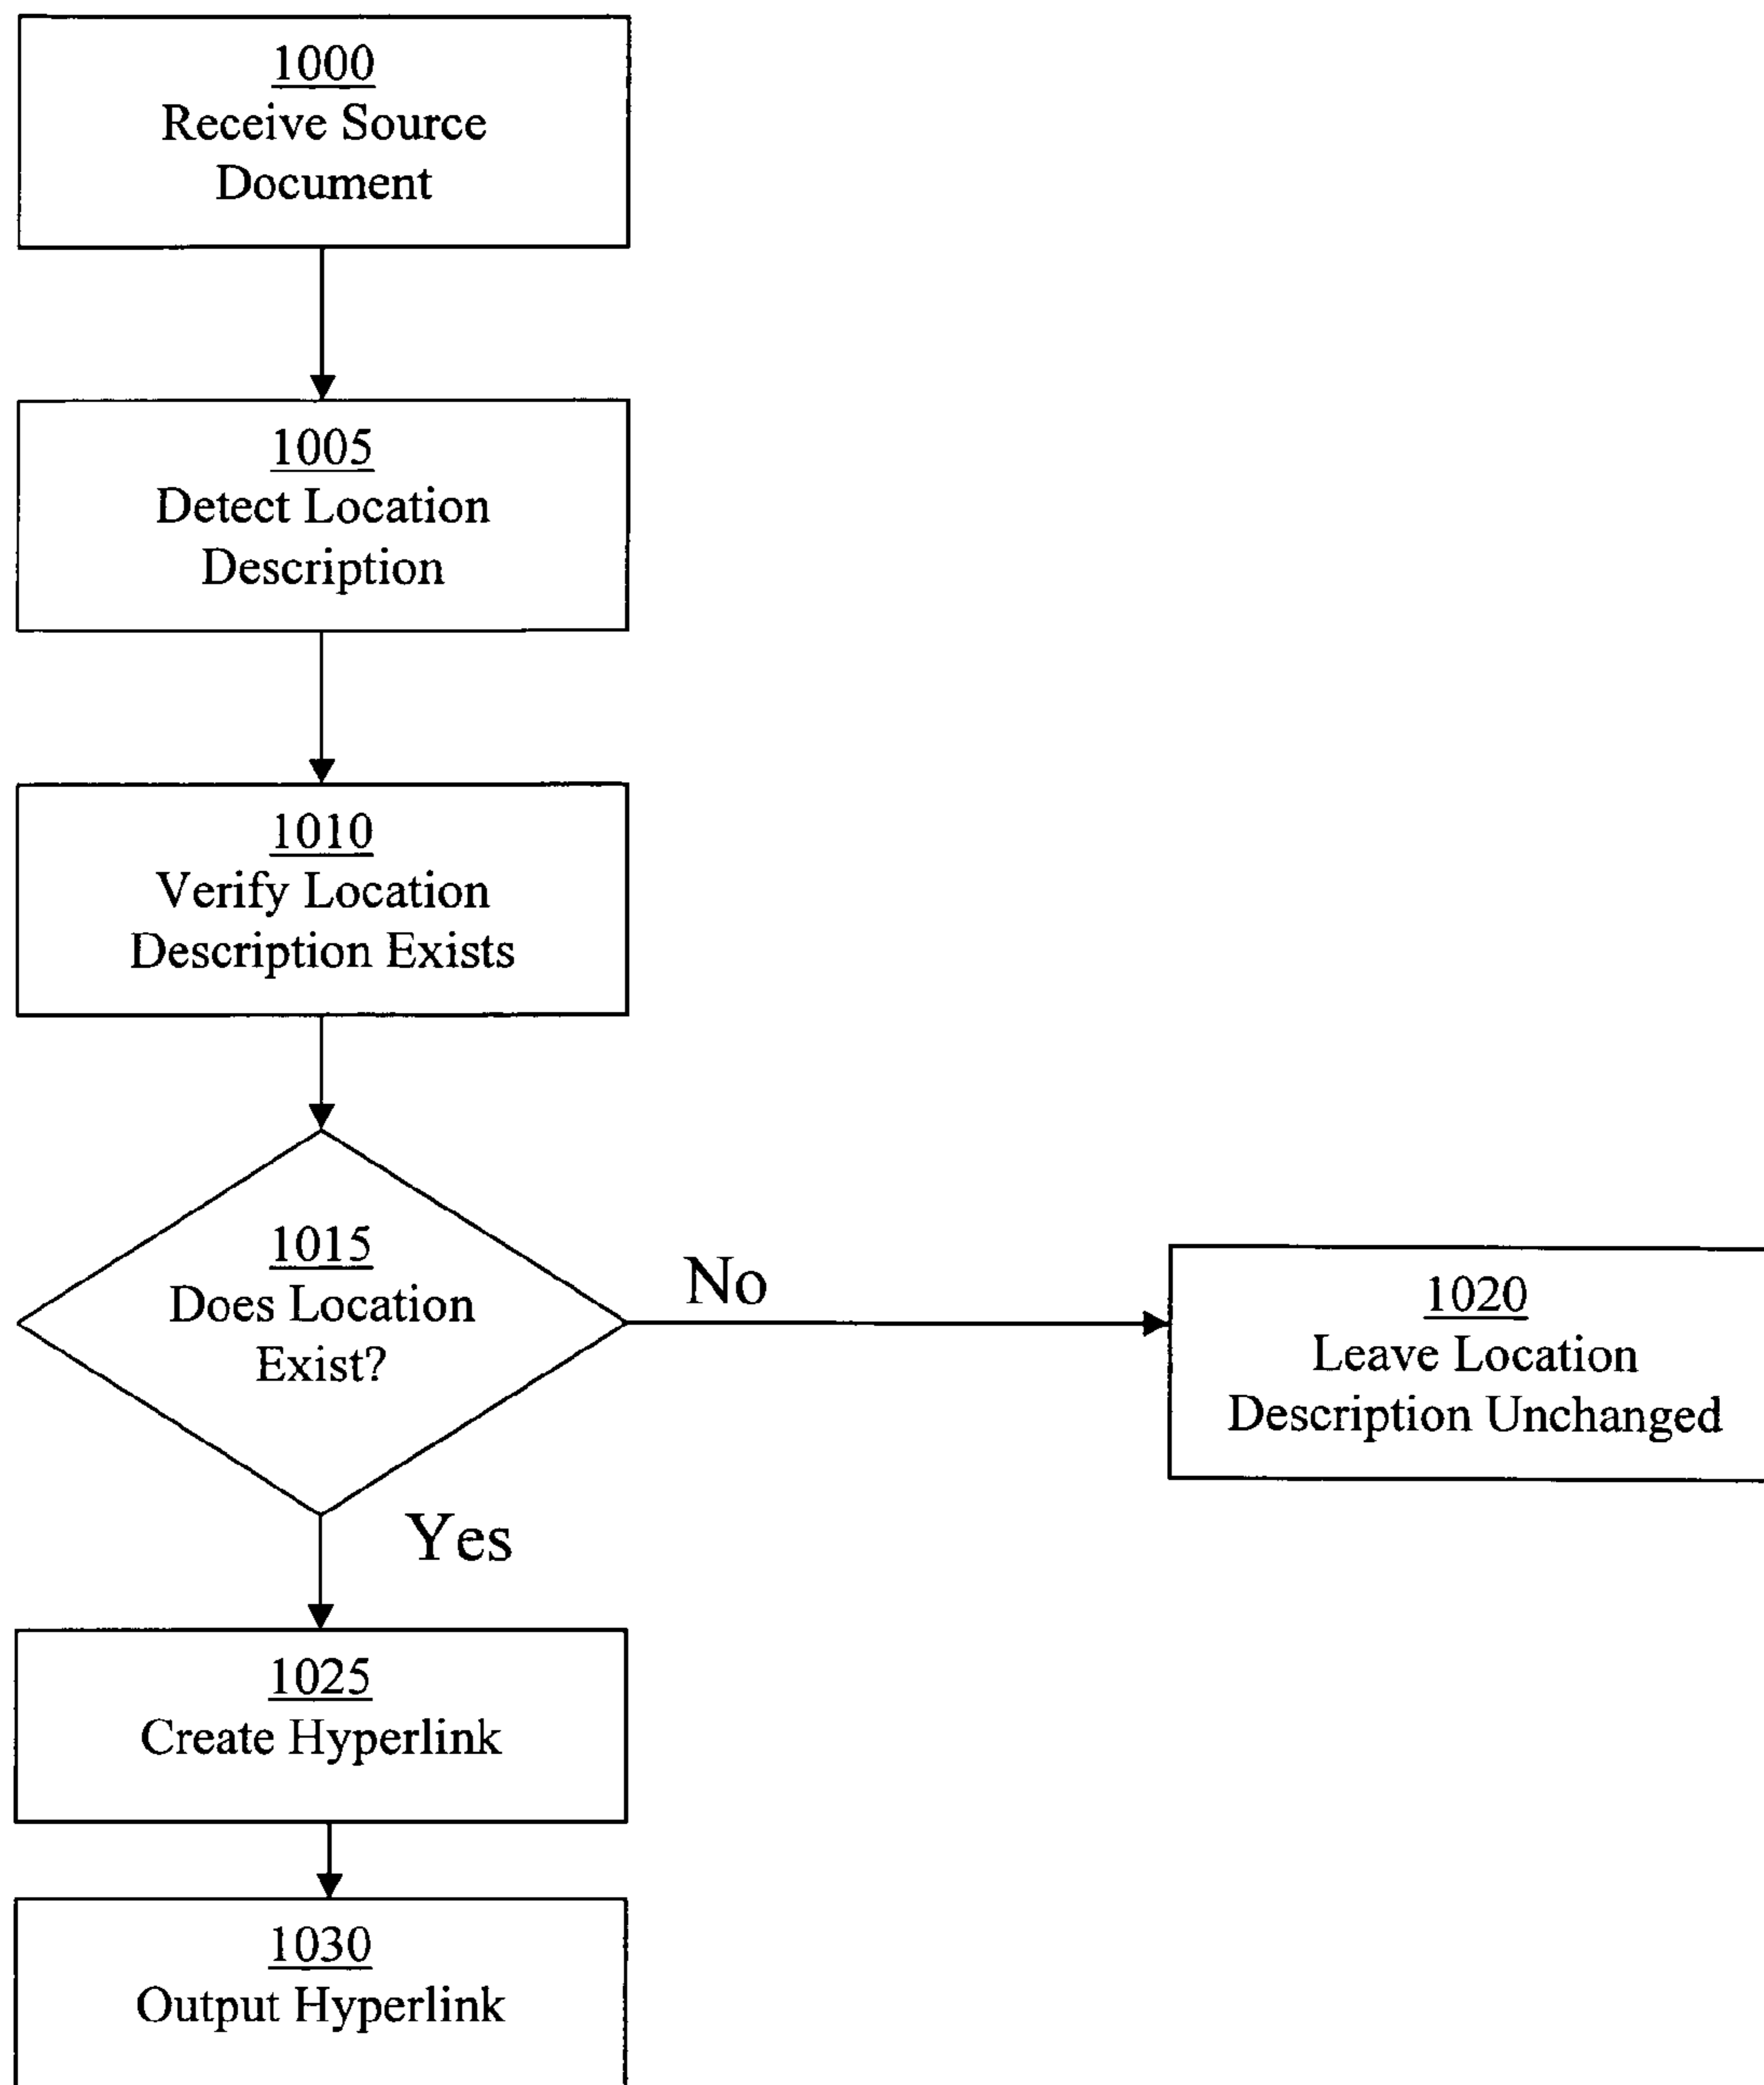 1000
Receive Source
Document
1005
Detect Location
Description
1010
Verify Location
Description Exists
1015
Does Location
Exist?
No
1020
Leave Location
Description Unchanged
Yes
1025
Create Hyperlink
1030
Output Hyperlink